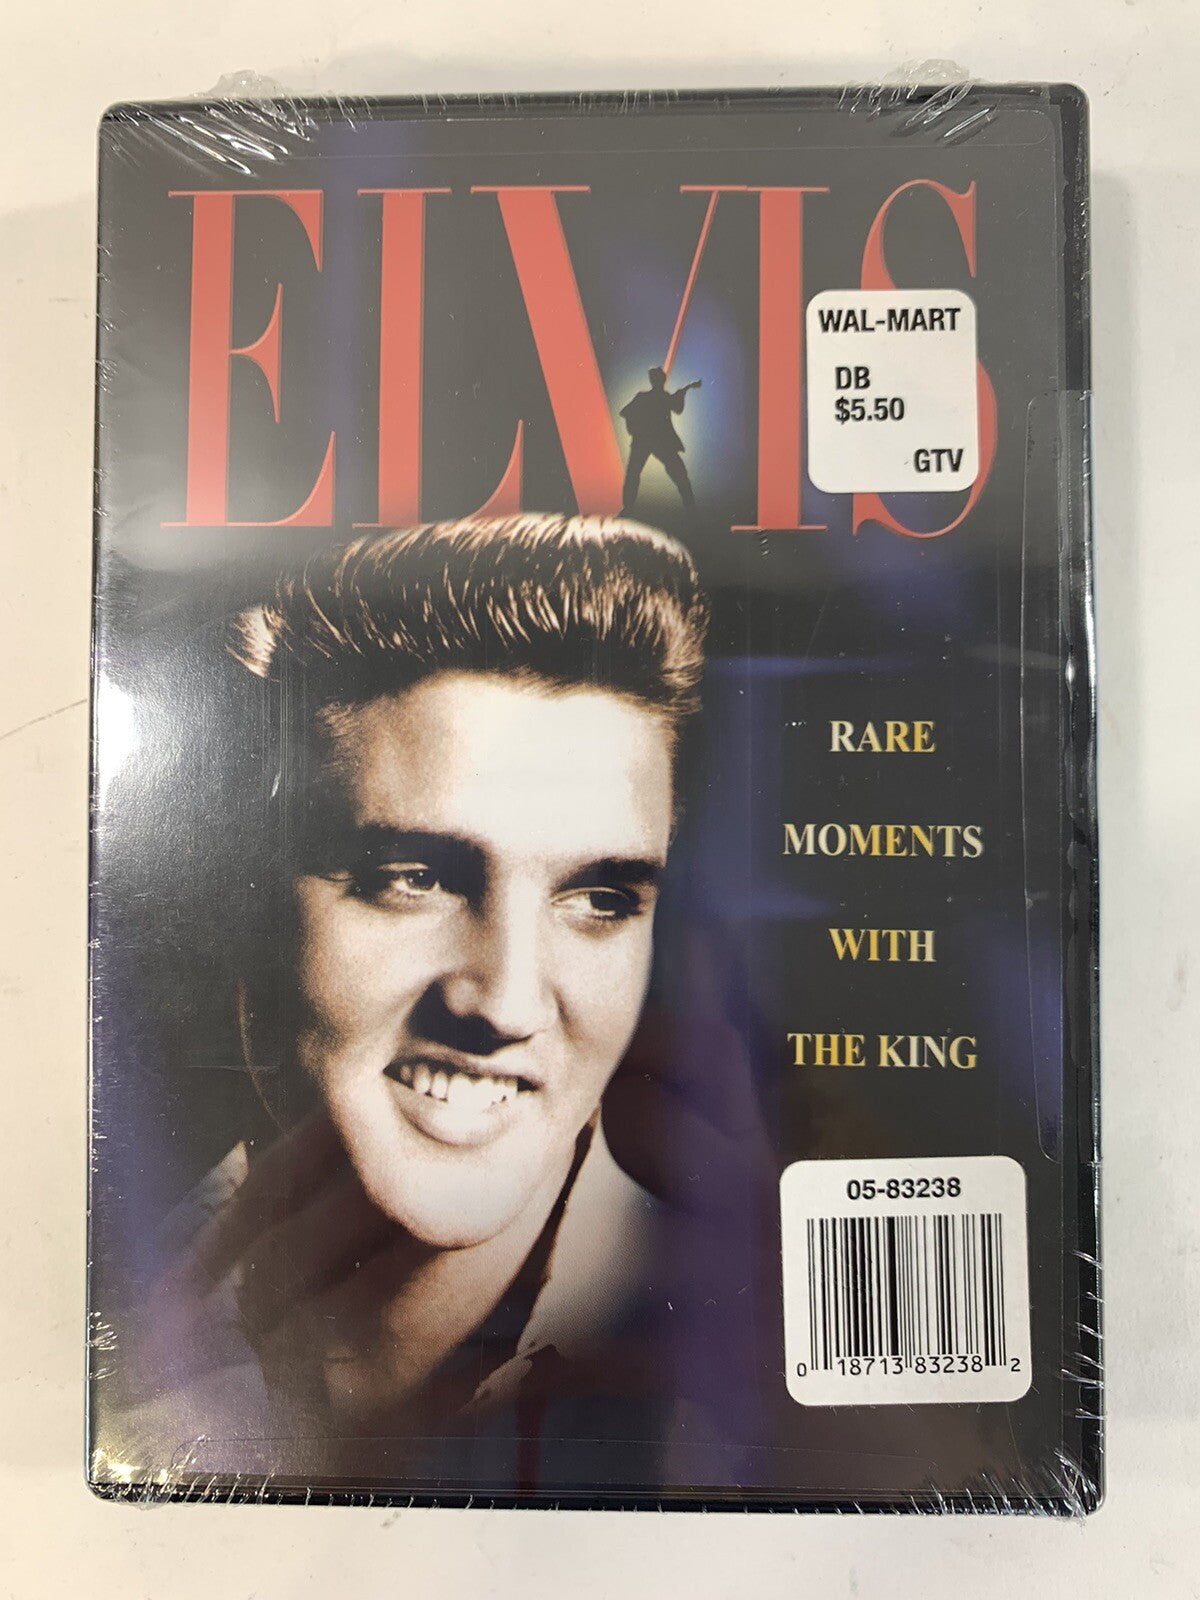 ELVIS
WAL-MART
DB
$5.50
GTV
RARE
MOMENTS
WITH
THE KING
05-83238
0 18713 83238 2